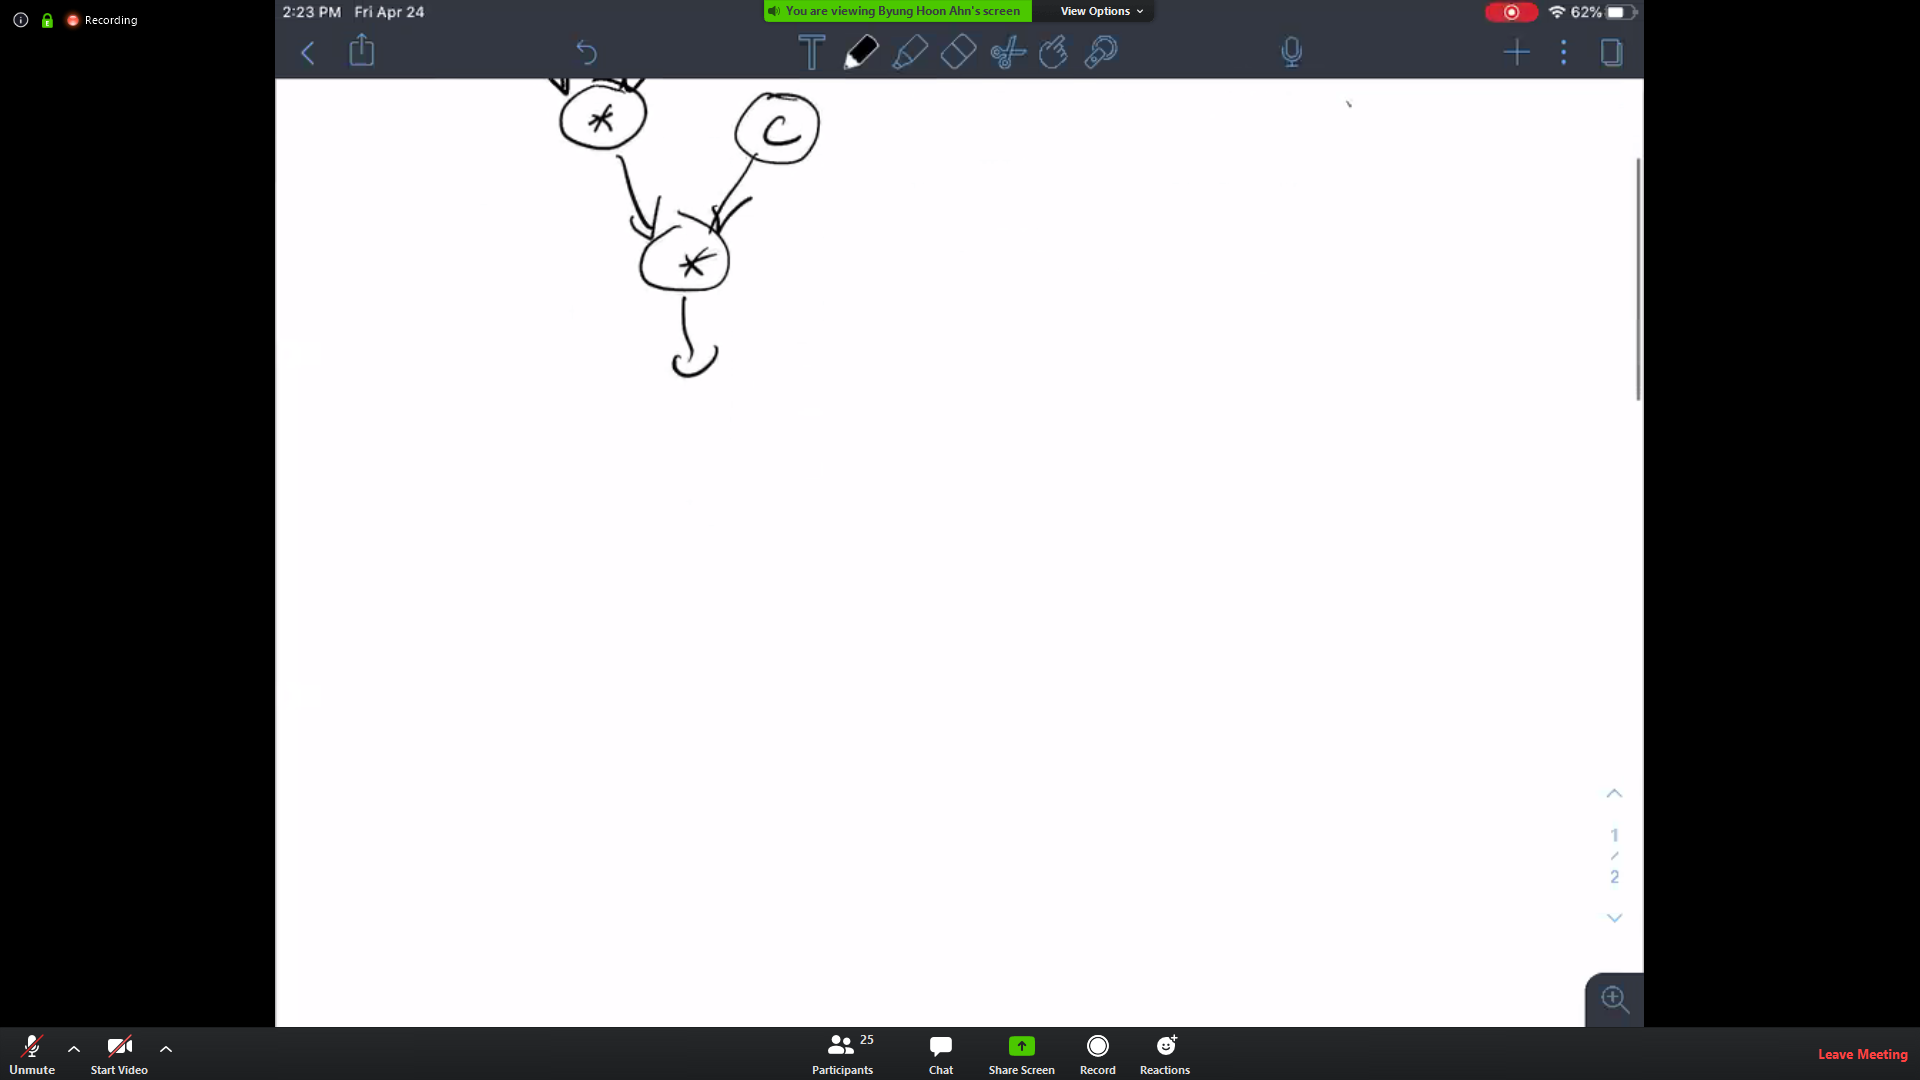 Recording
2:23 PM Fri Apr 24
You are viewing Byung Hoon Ahn's screen
View Options
62%
T
* C
*
1
/
2
Unmute
Start Video
Participants 25
Chat
Share Screen
Record
Reactions
Leave Meeting